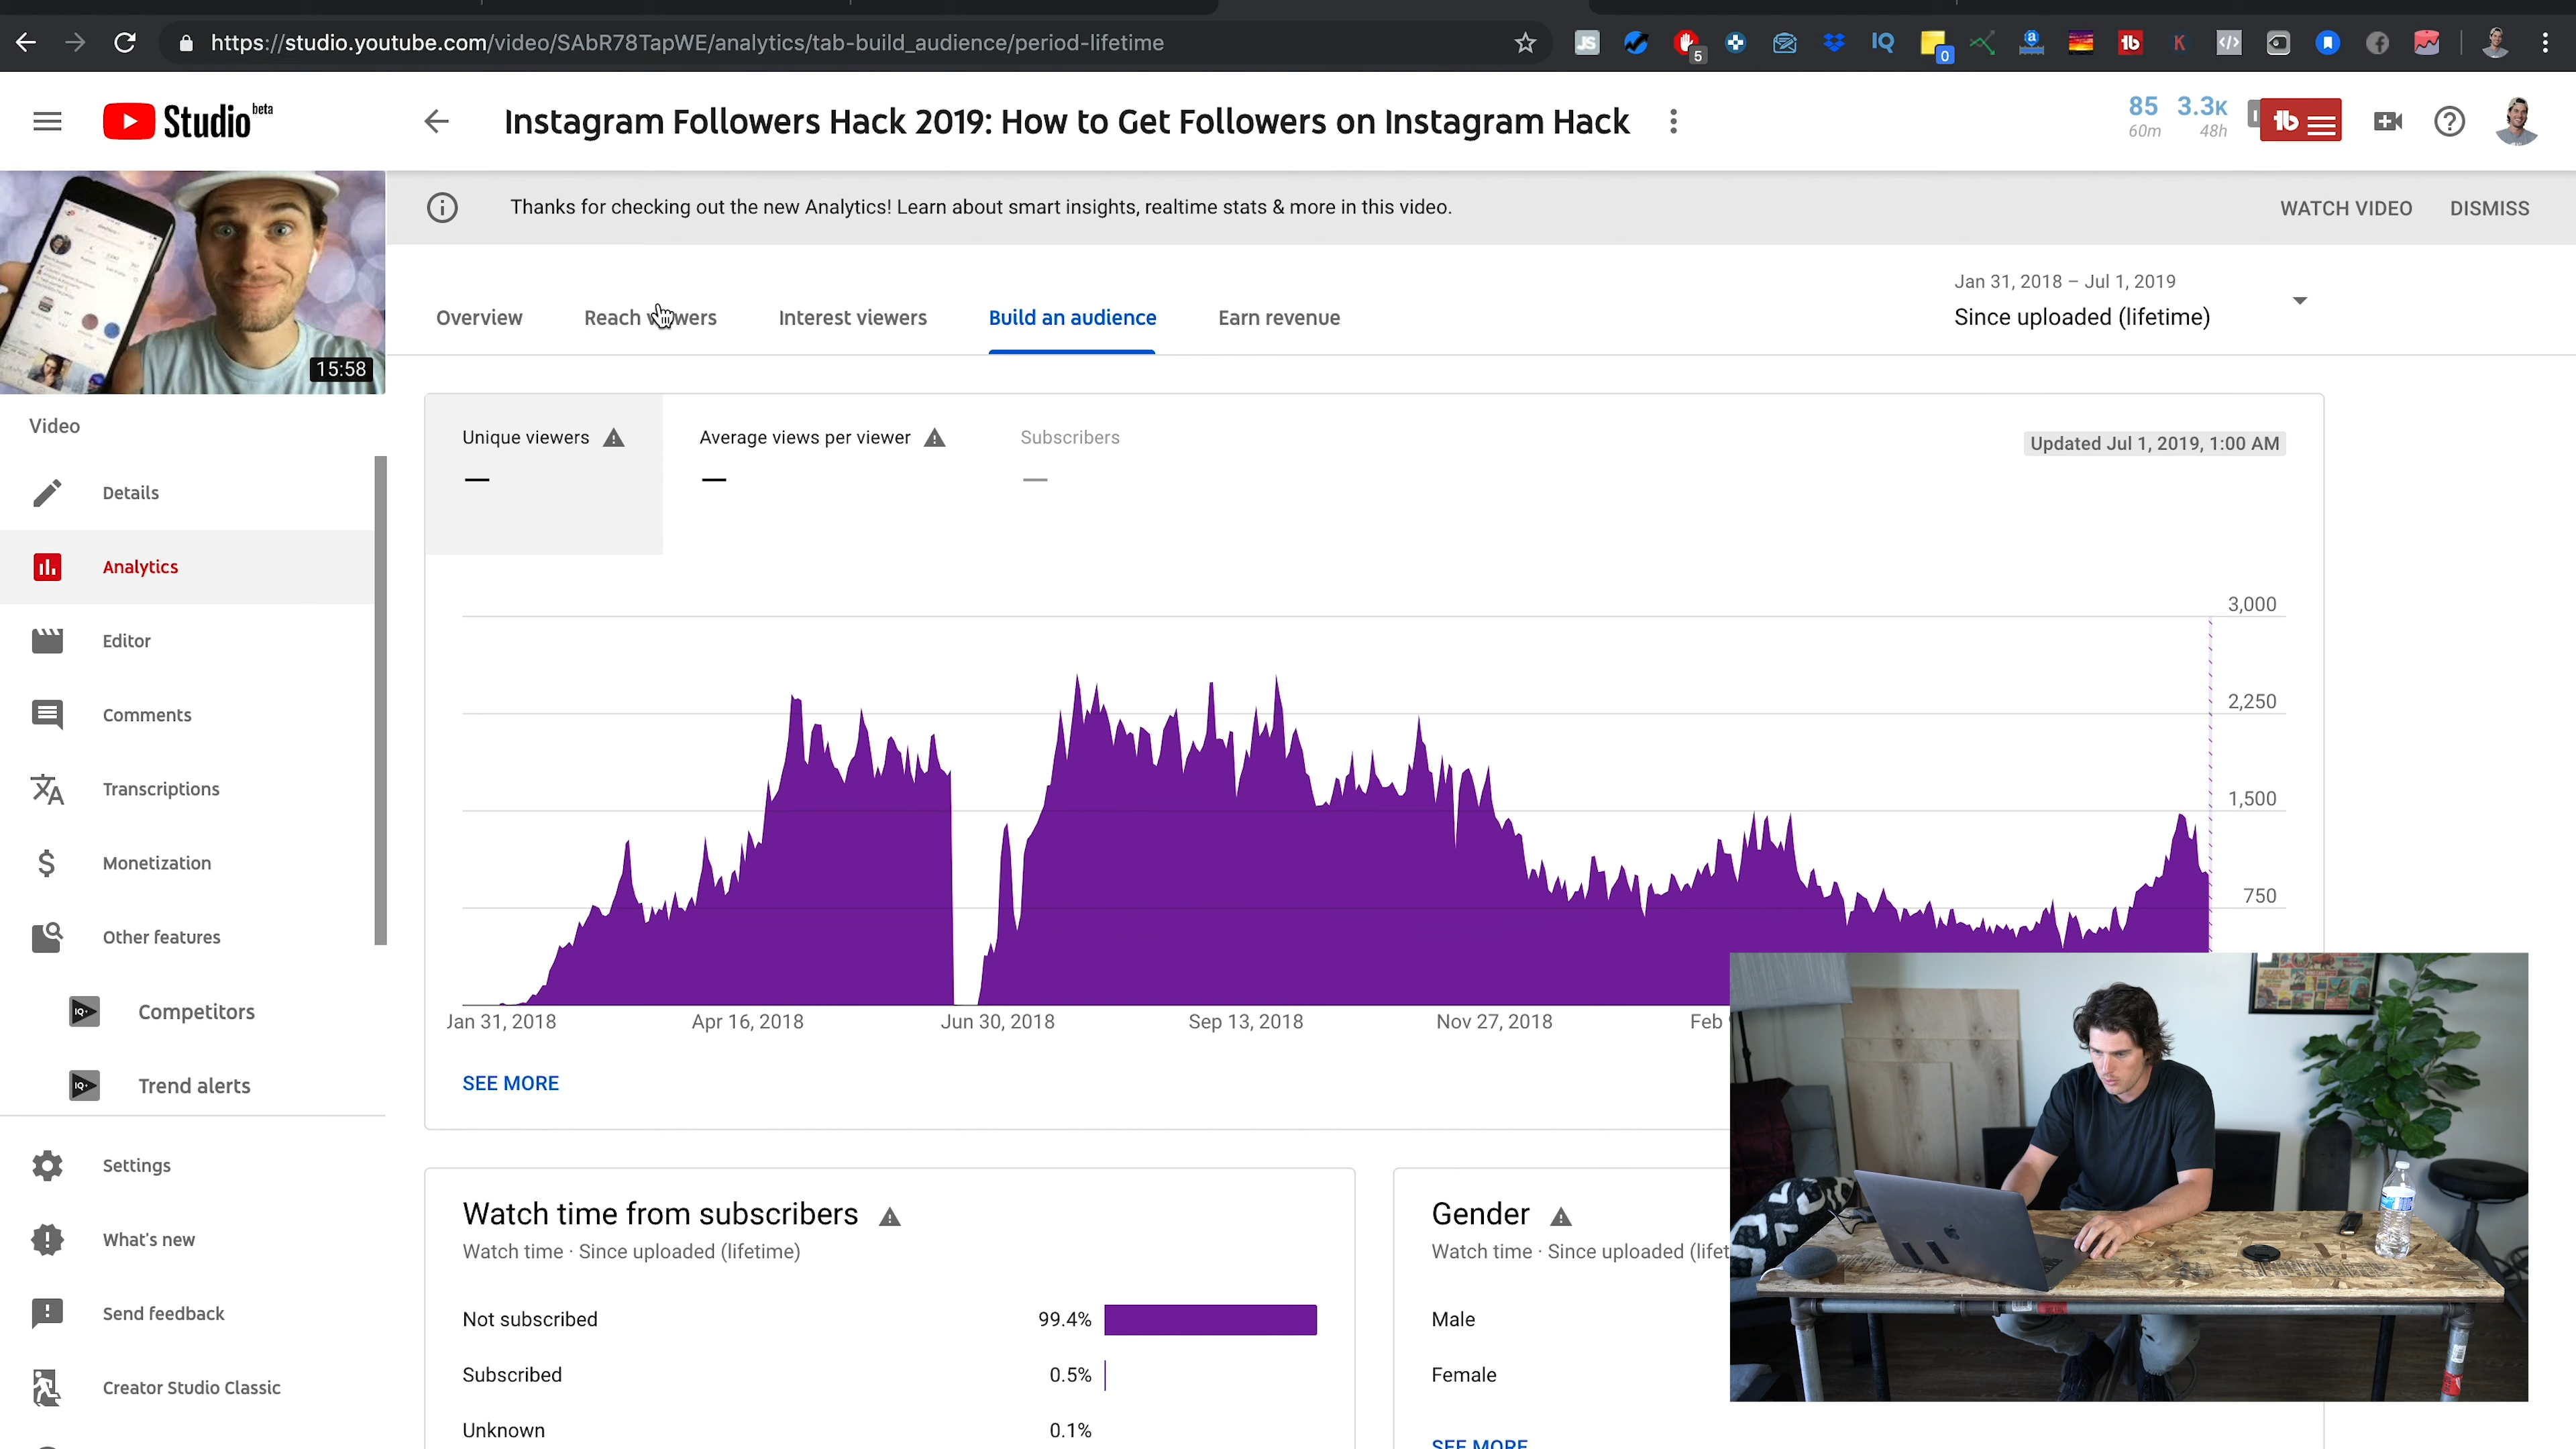 https://studio.youtube.com/video/SAbR78TapWE/analytics/tab-build_audience/period-lifetime
JS
5
IQ
0
a
tb
K
</>
Studio beta
Instagram Followers Hack 2019: How to Get Followers on Instagram Hack
85 3.3K
60m 48h
tb
15:58
Thanks for checking out the new Analytics! Learn about smart insights, realtime stats & more in this video.
WATCH VIDEO DISMISS
Overview Reach Interest viewers Build an audience Earn revenue
Jan 31, 2018 – Jul 1, 2019
Since uploaded (lifetime)
Video
Details
Analytics
Editor
Comments
Transcriptions
Monetization
Other features
IQ+ Competitors
IQ+ Trend alerts
Settings
What's new
Send feedback
Creator Studio Classic
Unique viewers Average views per viewer Subscribers
— — —
Updated Jul 1, 2019, 1:00 AM
3,000
2,250
1,500
750
Jan 31, 2018 Apr 16, 2018 Jun 30, 2018 Sep 13, 2018 Nov 27, 2018 Feb
SEE MORE
Watch time from subscribers
Watch time · Since uploaded (lifetime)
Not subscribed 99.4%
Subscribed 0.5%
Unknown 0.1%
Gender
Watch time · Since uploaded (lifet
Male
Female
SEE MORE